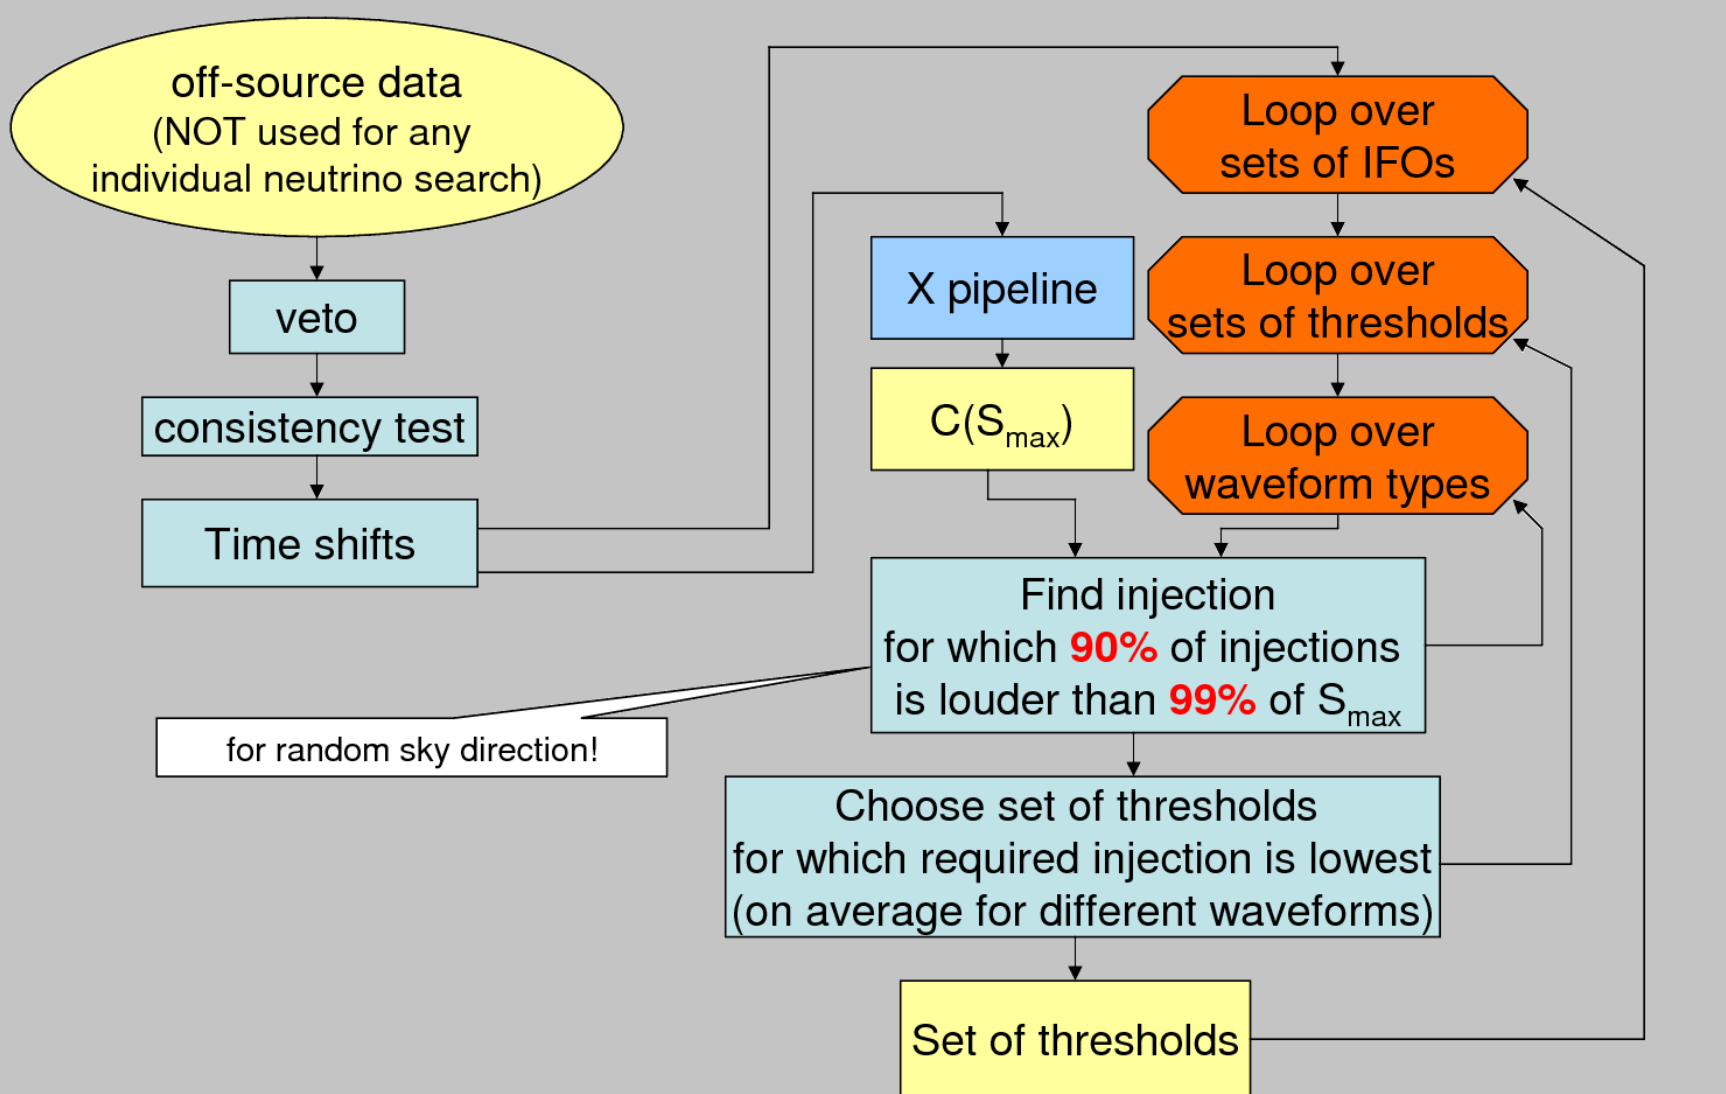 off-source data
(NOT used for any
individual neutrino search)
veto
consistency test
Time shifts
X pipeline
C(Smax)
Loop over
sets of IFOs
Loop over
sets of thresholds
Loop over
waveform types
Find injection
for which 90% of injections
is louder than 99% of Smax
for random sky direction!
Choose set of thresholds
for which required injection is lowest
(on average for different waveforms)
Set of thresholds